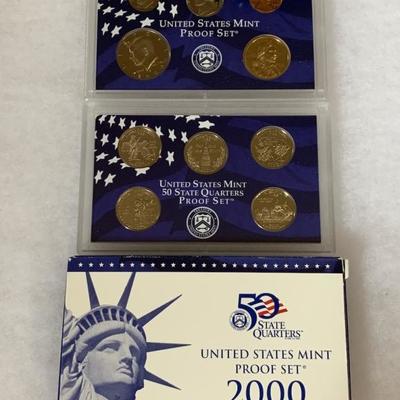 UNITED STATES MINT
PROOF SET
UNITED STATES MINT
50 STATE QUARTERS
PROOF SET™
50
STATE
QUARTERS
UNITED STATES MINT
PROOF SET®
2000